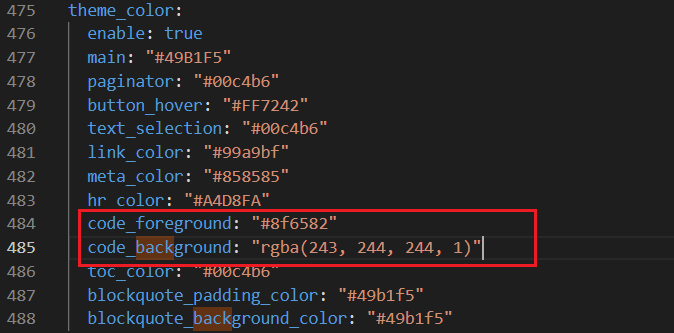 475 theme_color:
476 enable: true
477 main: "#49B1F5"
478 paginator: "#00c4b6"
479 button_hover: "#FF7242"
480 text_selection: "#00c4b6"
481 link_color: "#99a9bf"
482 meta_color: "#858585"
483 hr_color: "#A4D8FA"
484 code_foreground: "#8f6582"
485 code_background: "rgba(243, 244, 244, 1)"
486 toc_color: "#00c4b6"
487 blockquote_padding_color: "#49b1f5"
488 blockquote_background_color: "#49b1f5"